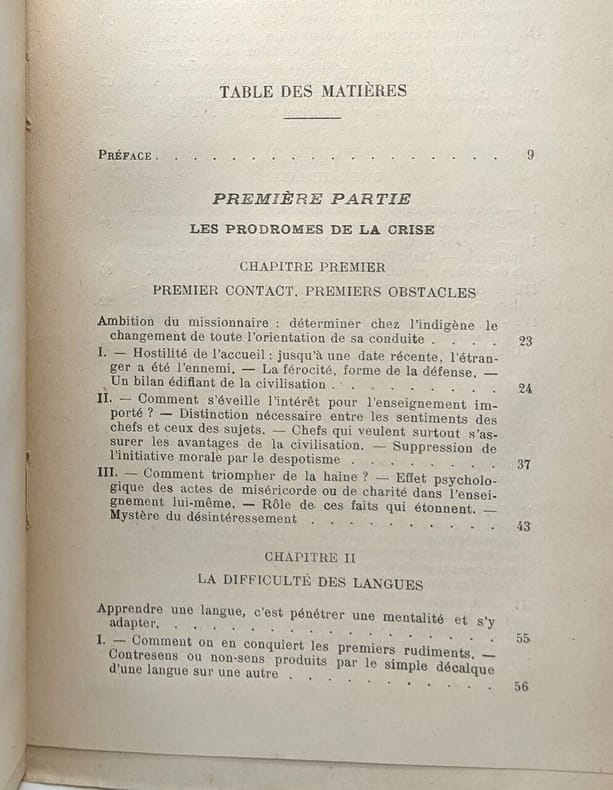 TABLE DES MATIÈRES
PRÉFACE . . . . . . . . . . . . . . . . . . 9
PREMIÈRE PARTIE
LES PRODROMES DE LA CRISE
CHAPITRE PREMIER
PREMIER CONTACT, PREMIERS OBSTACLES
Ambition du missionnaire : déterminer chez l'indigène le
changement de toute l'orientation de sa conduite . . . . 23
I. — Hostilité de l'accueil : jusqu'à une date récente, l'étran-
ger a été l'ennemi. — La férocité, forme de la défense. —
Un bilan édifiant de la civilisation . . . . . . . . . 24
II. — Comment s'éveille l'intérêt pour l'enseignement im-
porté ? — Distinction nécessaire entre les sentiments des
chefs et ceux des sujets. — Chefs qui veulent surtout s'as-
surer les avantages de la civilisation. — Suppression de
l'initiative morale par le despotisme . . . . . . . . 37
III. — Comment triompher de la haine ? — Effet psycholo-
gique des actes de miséricorde ou de charité dans l'ensei-
gnement lui-même. — Rôle de ces faits qui étonnent. —
Mystère du désintéressement . . . . . . . . . . 43
CHAPITRE II
LA DIFFICULTÉ DES LANGUES
Apprendre une langue, c'est pénétrer une mentalité et s'y
adapter. . . . . . . . . . . . . . . . . 55
I. — Comment on en conquiert les premiers rudiments. —
Contresens ou non-sens produits par le simple décalque
d'une langue sur une autre . . . . . . . . . . . 56